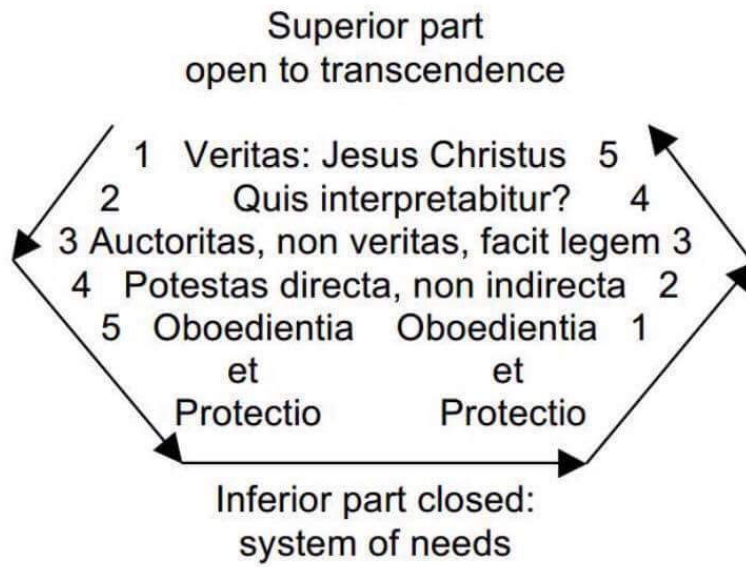 Superior part
open to transcendence
1 Veritas: Jesus Christus 5
2 Quis interpretabitur? 4
3 Auctoritas, non veritas, facit legem 3
4 Potestas directa, non indirecta 2
5 Oboedientia Oboedientia 1
et et
Protectio Protectio
Inferior part closed:
system of needs